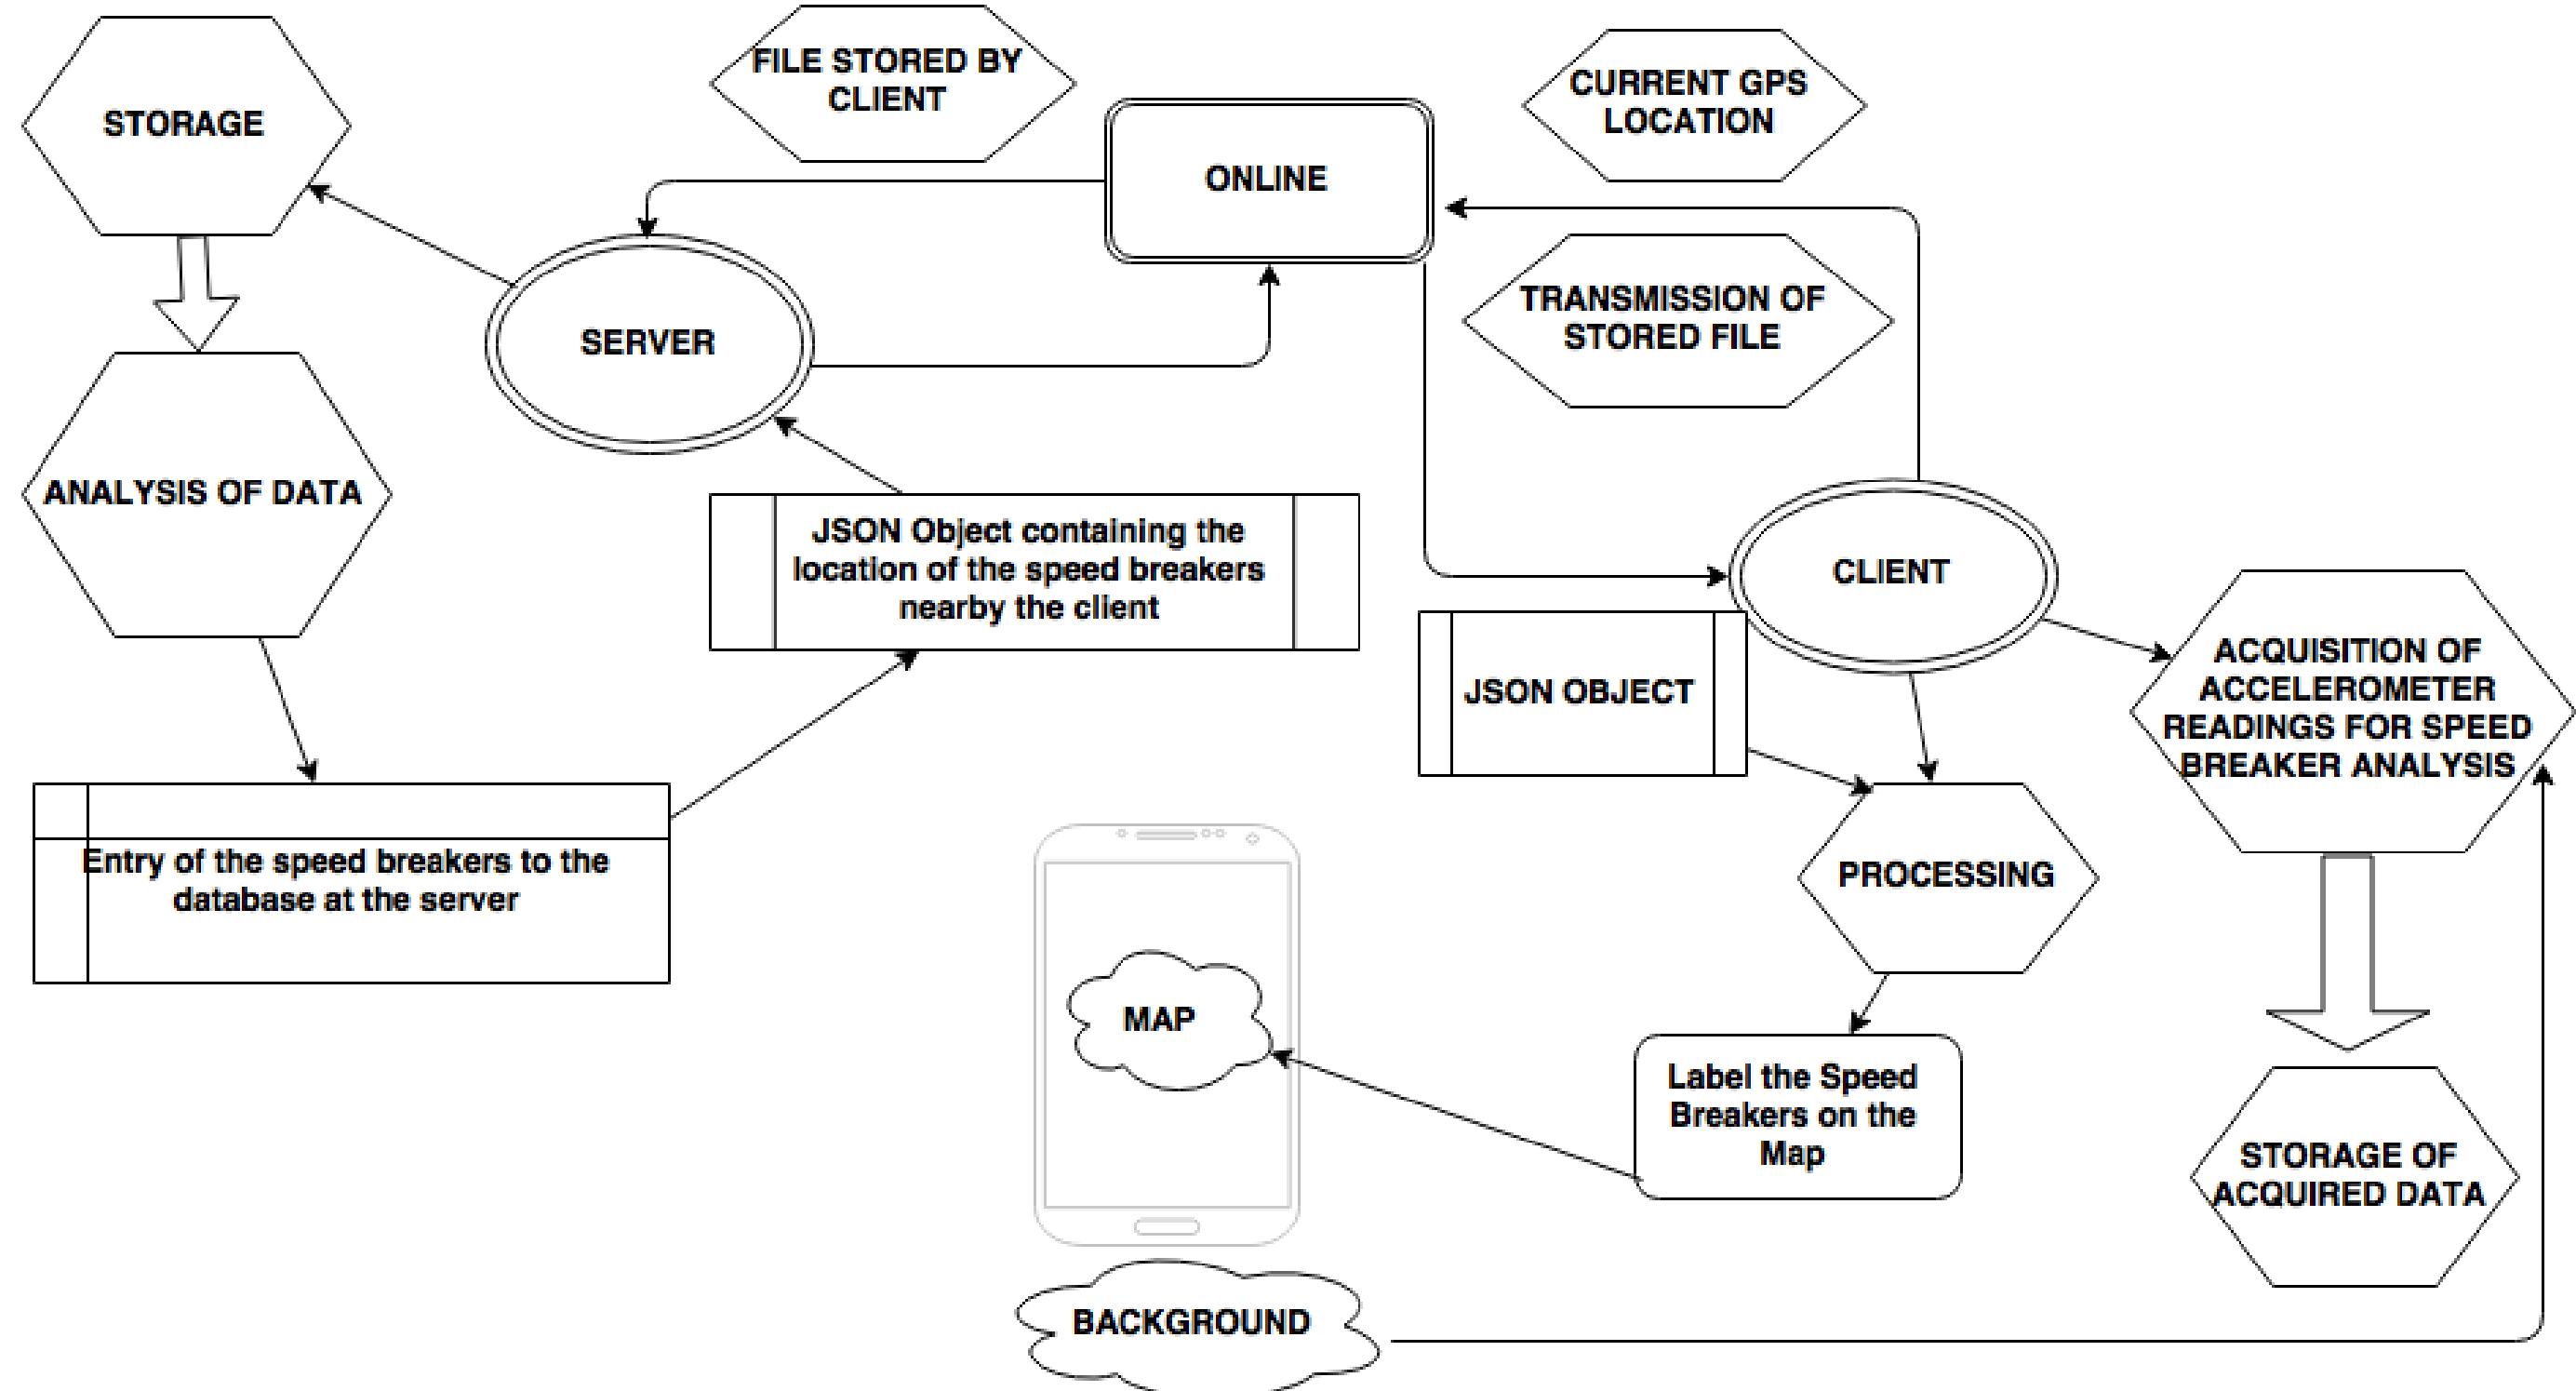 STORAGE
FILE STORED BY
CLIENT
ONLINE
CURRENT GPS
LOCATION
TRANSMISSION OF
STORED FILE
SERVER
ANALYSIS OF DATA
JSON Object containing the
location of the speed breakers
nearby the client
CLIENT
JSON OBJECT
ACQUISITION OF
ACCELEROMETER
READINGS FOR SPEED
BREAKER ANALYSIS
Entry of the speed breakers to the
database at the server
PROCESSING
MAP
Label the Speed
Breakers on the
Map
STORAGE OF
ACQUIRED DATA
BACKGROUND